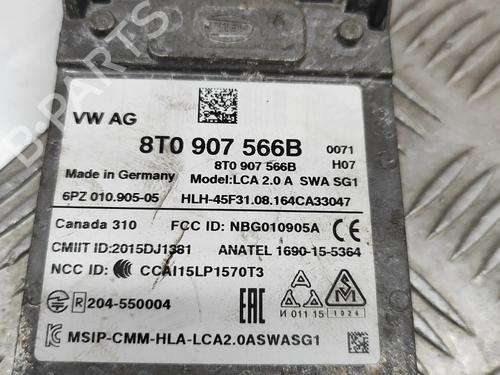 HELLA
VW AG
8T0 907 566B 0071
8T0 907 566B H07
Made in Germany Model:LCA 2.0 A SWA SG1
6PZ 010.905-05 HLH-45F31.08.164CA33047
Canada 310 FCC ID: NBG010905A
CMIIT ID:2015DJ1381 ANATEL 1690-15-5364
NCC ID: CCAI15LP1570T3
R 204-550004
EAC
И 011 15
1024
MSIP-CMM-HLA-LCA2.0ASWASG1
B-PARTS